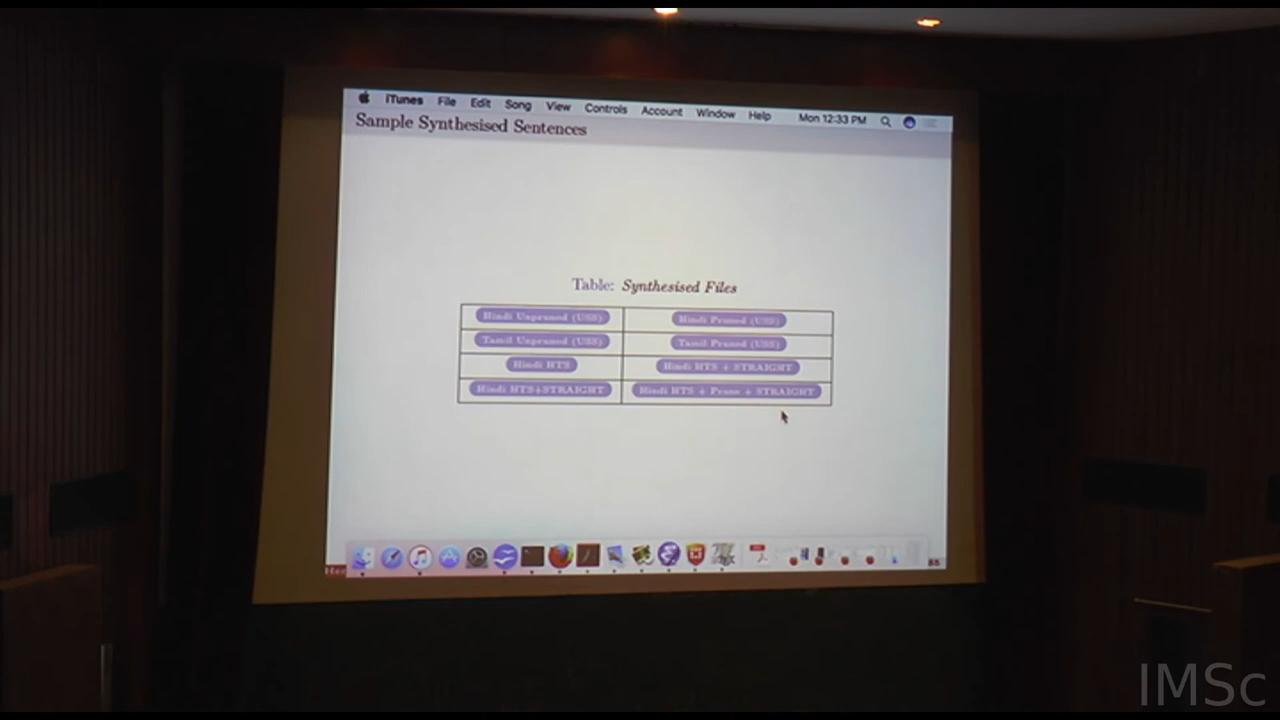 iTunes File Edit Song View Controls Account Window Help Mon 12:33 PM
Sample Synthesised Sentences
Table: Synthesised Files
Hindi Unpruned (USS) Hindi Pruned (USS)
Tamil Unpruned (USS) Tamil Pruned (USS)
Hindi HTS Hindi HTS + STRAIGHT
Hindi HTS+STRAIGHT Hindi HTS + Prune + STRAIGHT
IMSc